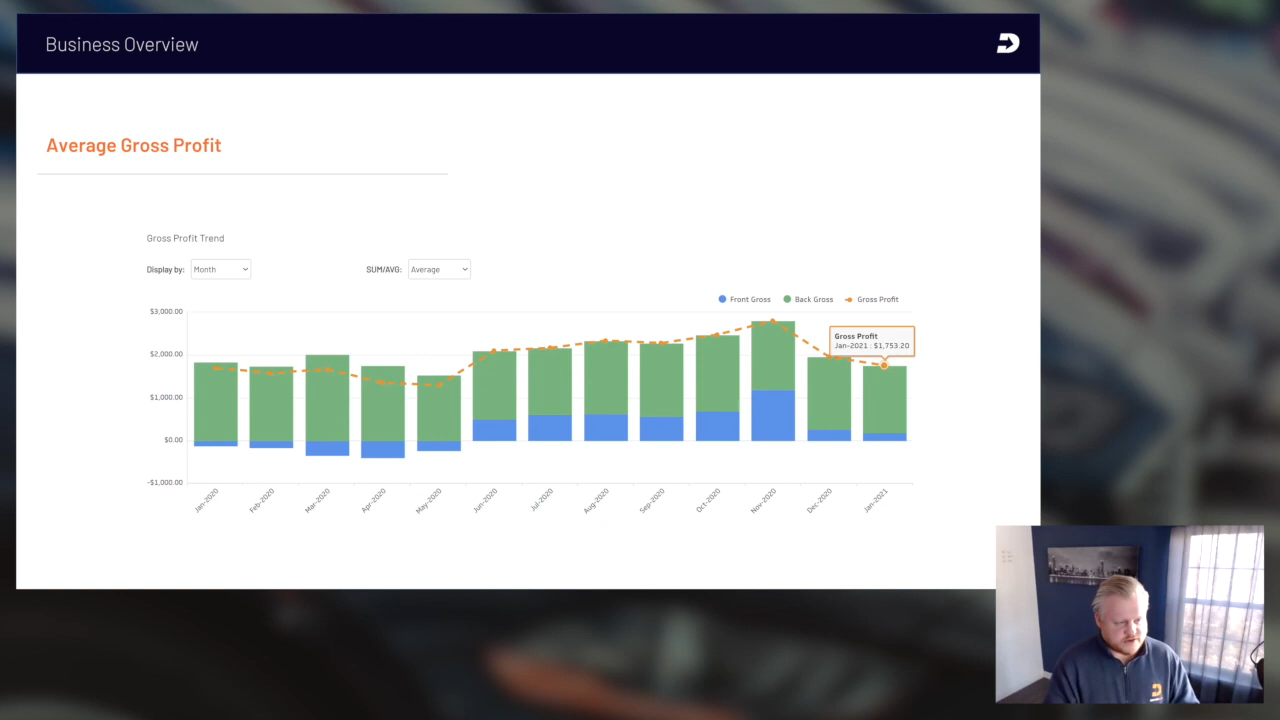 Business Overview
Average Gross Profit
Gross Profit Trend
Display by: Month SUM/AVG: Average
Front Gross Back Gross Gross Profit
$3,000.00
$2,000.00
$1,000.00
$0.00
-$1,000.00
Gross Profit
Jan-2021 : $1,753.20
Jan-2020 Feb-2020 Mar-2020 Apr-2020 May-2020 Jun-2020 Jul-2020 Aug-2020 Sep-2020 Oct-2020 Nov-2020 Dec-2020 Jan-2021